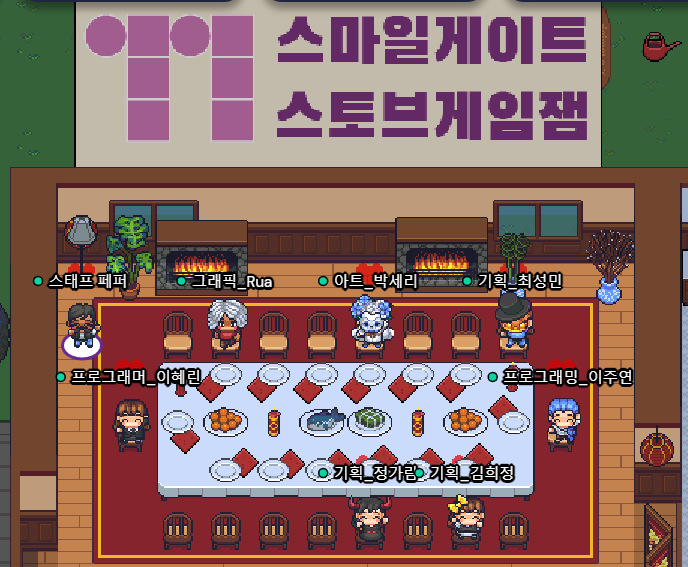 스마일게이트
스토브게임잼
스태프 페퍼
그래픽_Rua
아트_박세리
기획_최성민
프로그래머_이혜린
프로그래밍_이주연
기획_정가람
기획_김희정